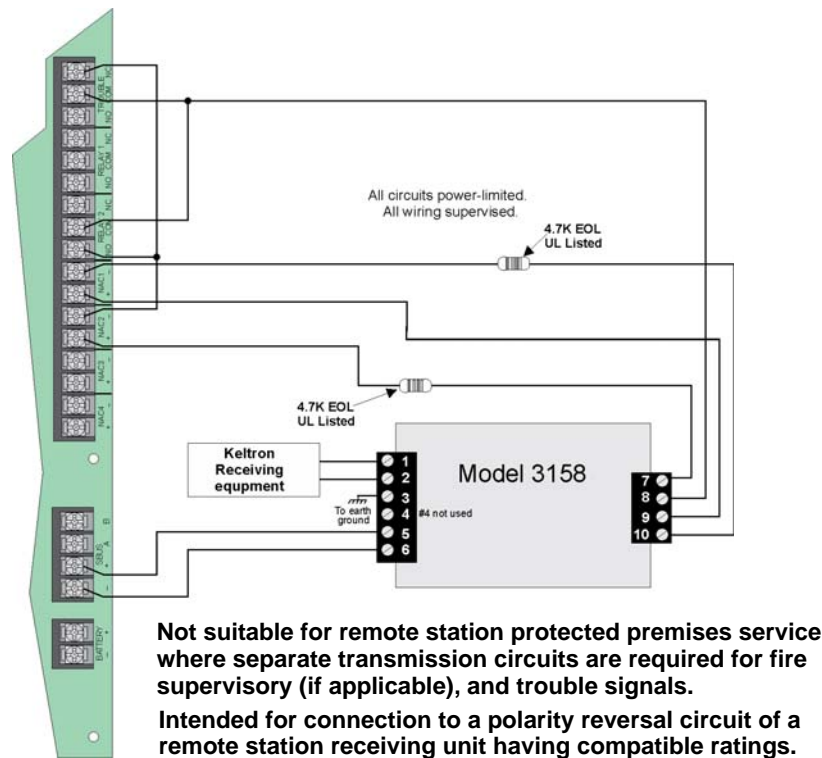 NC
COM
NO
TROUBLE
NC
COM
NO
RELAY 1
NC
COM
NO
RELAY 2
–
+
NAC1
–
+
NAC2
–
+
NAC3
–
+
NAC4
B
A
+
–
SBUS
+
–
BATTERY
All circuits power-limited.
All wiring supervised.
4.7K EOL
UL Listed
4.7K EOL
UL Listed
Keltron
Receiving
equpment
To earth
ground
1
2
3
4
5
6
#4 not used
Model 3158
7
8
9
10
Not suitable for remote station protected premises service
where separate transmission circuits are required for fire
supervisory (if applicable), and trouble signals.
Intended for connection to a polarity reversal circuit of a
remote station receiving unit having compatible ratings.